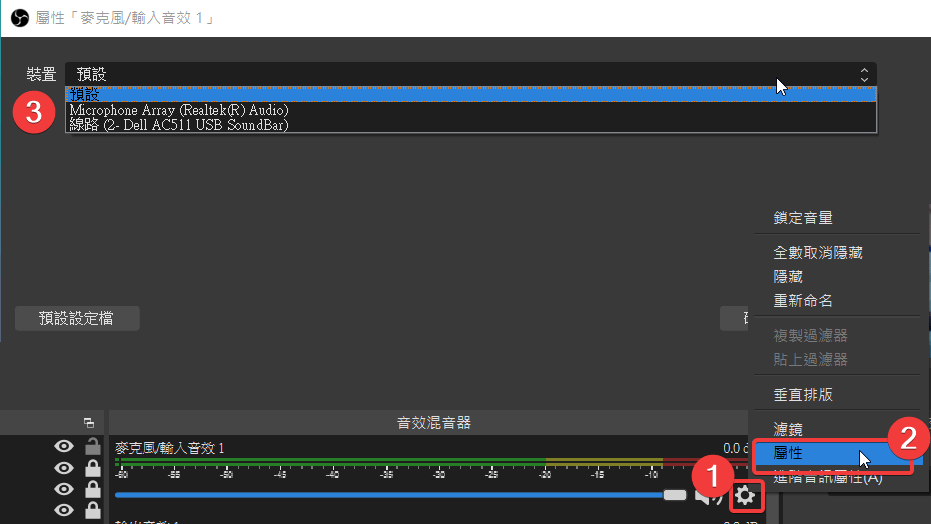 屬性「麥克風/輸入音效 1」
裝置 預設
預設
3
Microphone Array (Realtek(R) Audio)
線路 (2- Dell AC511 USB SoundBar)
鎖定音量
全數取消隱藏
隱藏
重新命名
預設設定檔
複製過濾器
貼上過濾器
垂直排版
音效混音器
濾鏡
2
麥克風/輸入音效 1 0.0
屬性
-60 -55 -50 -45 -40 -35 -30 -25 -20 -15 -10
1
進階音訊屬性(A)